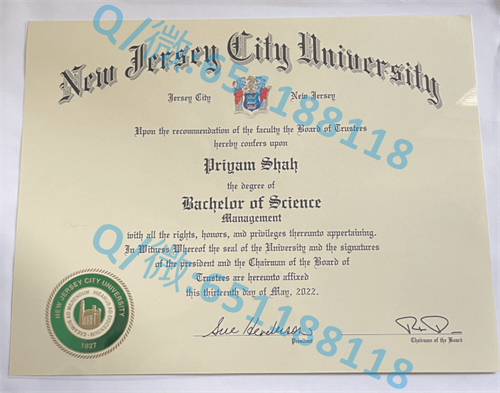 New Jersey City University
Jersey City New Jersey
Upon the recommendation of the faculty the Board of Trustees
hereby confers upon
Priyam Shah
the degree of
Bachelor of Science
Management
with all the rights, honors, and privileges thereunto appertaining.
In Witness Whereof the seal of the University and the signatures
of the president and the Chairman of the Board of
Trustees are hereunto affixed
this thirteenth day of May, 2022.
NEW JERSEY CITY UNIVERSITY
1927
Sue Henderson
President
Chairman of the Board
Q/微:651188118
Q/微:651188118